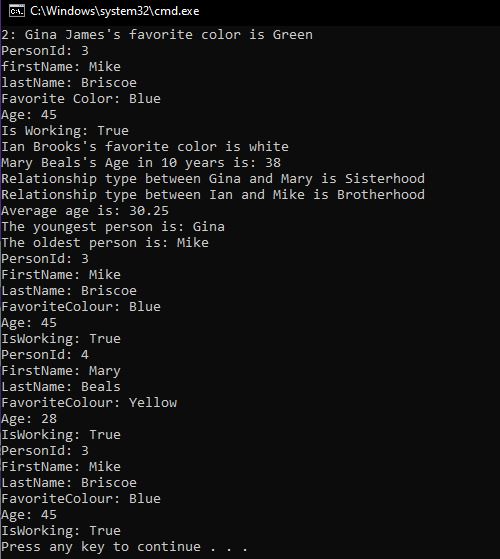 C:\Windows\system32\cmd.exe
2: Gina James's favorite color is Green
PersonId: 3
firstName: Mike
lastName: Briscoe
Favorite Color: Blue
Age: 45
Is Working: True
Ian Brooks's favorite color is white
Mary Beals's Age in 10 years is: 38
Relationship type between Gina and Mary is Sisterhood
Relationship type between Ian and Mike is Brotherhood
Average age is: 30.25
The youngest person is: Gina
The oldest person is: Mike
PersonId: 3
FirstName: Mike
LastName: Briscoe
FavoriteColour: Blue
Age: 45
IsWorking: True
PersonId: 4
FirstName: Mary
LastName: Beals
FavoriteColour: Yellow
Age: 28
IsWorking: True
PersonId: 3
FirstName: Mike
LastName: Briscoe
FavoriteColour: Blue
Age: 45
IsWorking: True
Press any key to continue . . .